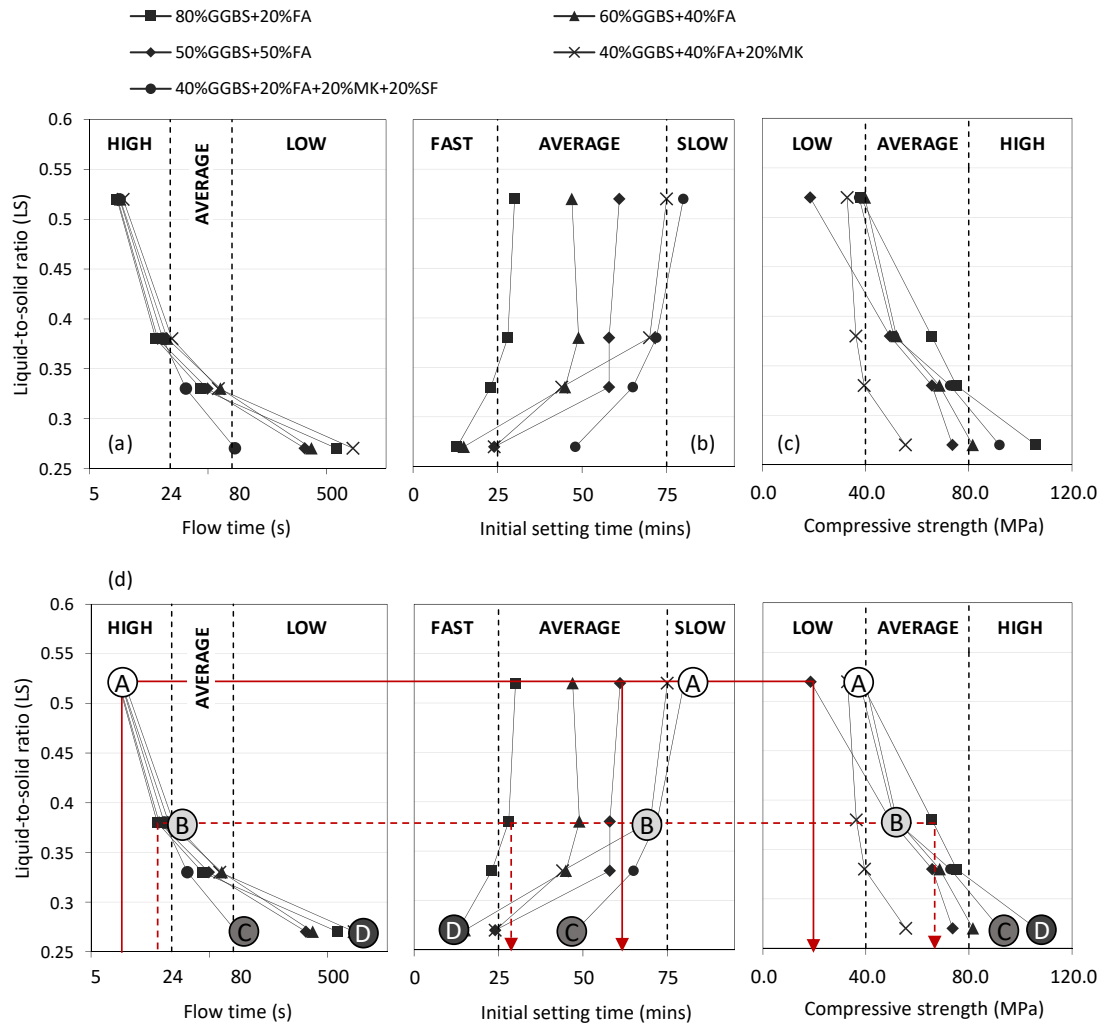 80%GGBS+20%FA
60%GGBS+40%FA
50%GGBS+50%FA
40%GGBS+40%FA+20%MK
40%GGBS+20%FA+20%MK+20%SF
Liquid-to-solid ratio (LS)
0.6
0.55
0.5
0.45
0.4
0.35
0.3
0.25
HIGH
AVERAGE
LOW
(a)
5
24
80
500
Flow time (s)
FAST
AVERAGE
SLOW
(b)
0
25
50
75
Initial setting time (mins)
LOW
AVERAGE
HIGH
(c)
0.0
40.0
80.0
120.0
Compressive strength (MPa)
(d)
Liquid-to-solid ratio (LS)
0.6
0.55
0.5
0.45
0.4
0.35
0.3
0.25
HIGH
AVERAGE
LOW
A
B
C
D
5
24
80
500
Flow time (s)
FAST
AVERAGE
SLOW
A
B
D
C
0
25
50
75
Initial setting time (mins)
LOW
AVERAGE
HIGH
A
B
C
D
0.0
40.0
80.0
120.0
Compressive strength (MPa)